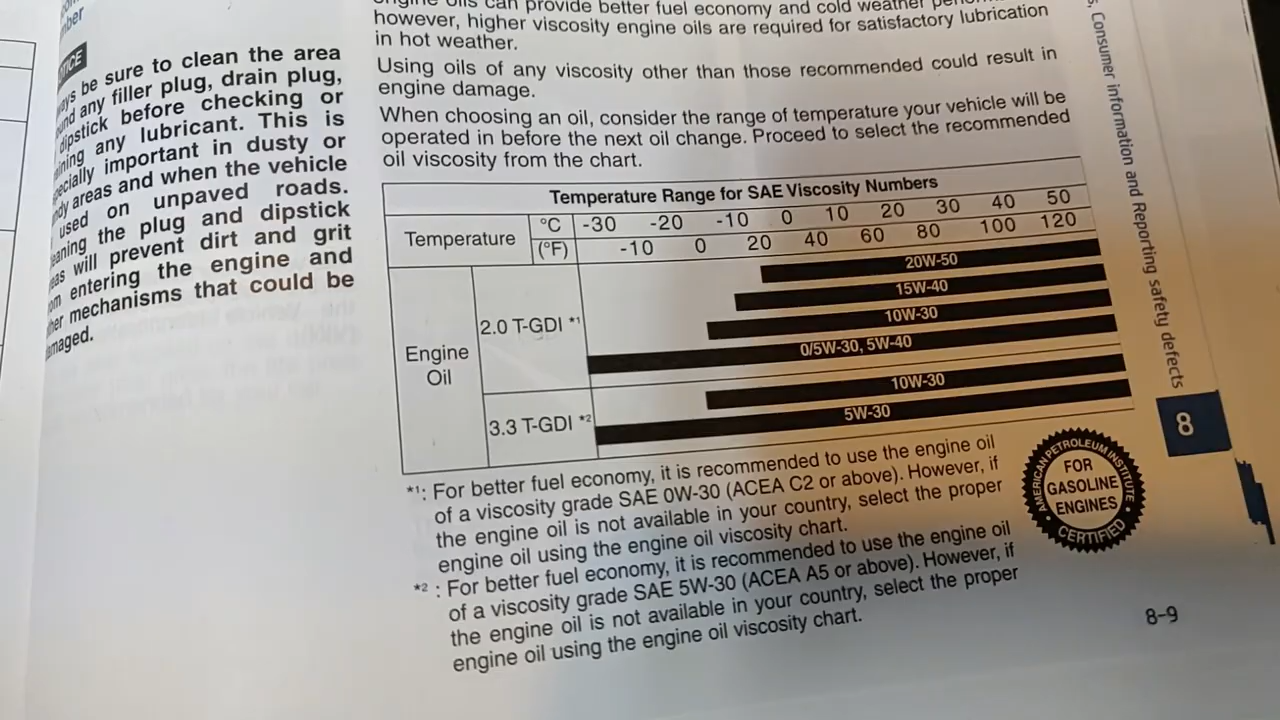 be sure to clean the area
any filler plug, drain plug,
dipstick before checking or
any lubricant. This is
important in dusty or
areas and when the vehicle
used on unpaved roads.
the plug and dipstick
will prevent dirt and grit
entering the engine and
mechanisms that could be
can provide better fuel economy and cold weather
however, higher viscosity engine oils are required for satisfactory lubrication
in hot weather.
Using oils of any viscosity other than those recommended could result in
engine damage.
When choosing an oil, consider the range of temperature your vehicle will be
operated in before the next oil change. Proceed to select the recommended
oil viscosity from the chart.
Temperature Range for SAE Viscosity Numbers
Temperature
°C -30 -20 -10 0 10 20 30 40 50
(°F) -10 0 20 40 60 80 100 120
Engine
Oil
2.0 T-GDI *1
20W-50
15W-40
10W-30
0/5W-30, 5W-40
3.3 T-GDI *2
10W-30
5W-30
*1: For better fuel economy, it is recommended to use the engine oil
of a viscosity grade SAE 0W-30 (ACEA C2 or above). However, if
the engine oil is not available in your country, select the proper
engine oil using the engine oil viscosity chart.
*2 : For better fuel economy, it is recommended to use the engine oil
of a viscosity grade SAE 5W-30 (ACEA A5 or above). However, if
the engine oil is not available in your country, select the proper
engine oil using the engine oil viscosity chart.
AMERICAN PETROLEUM INSTITUTE
FOR
GASOLINE
ENGINES
CERTIFIED
Consumer information and Reporting safety defects
8
8-9